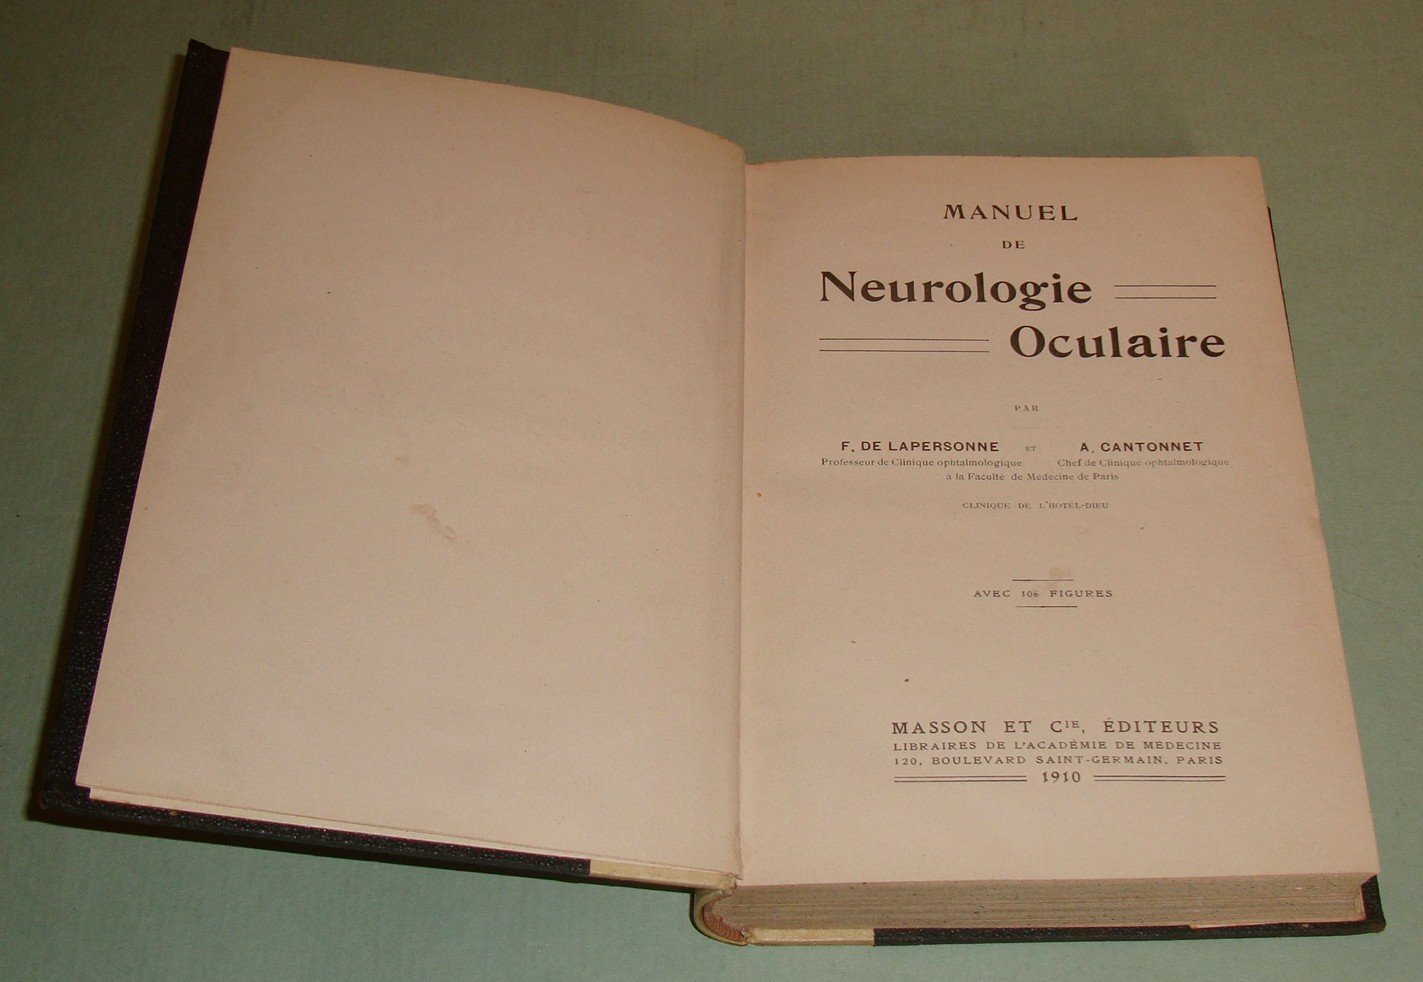 MANUEL
DE
Neurologie
Oculaire
PAR
F. DE LAPERSONNE ET A. CANTONNET
Professeur de Clinique ophtalmologique Chef de Clinique ophtalmologique
à la Faculté de Médecine de Paris
CLINIQUE DE L'HOTEL-DIEU
AVEC 106 FIGURES
MASSON ET CIE, ÉDITEURS
LIBRAIRES DE L'ACADÉMIE DE MÉDECINE
120, BOULEVARD SAINT-GERMAIN, PARIS
1910